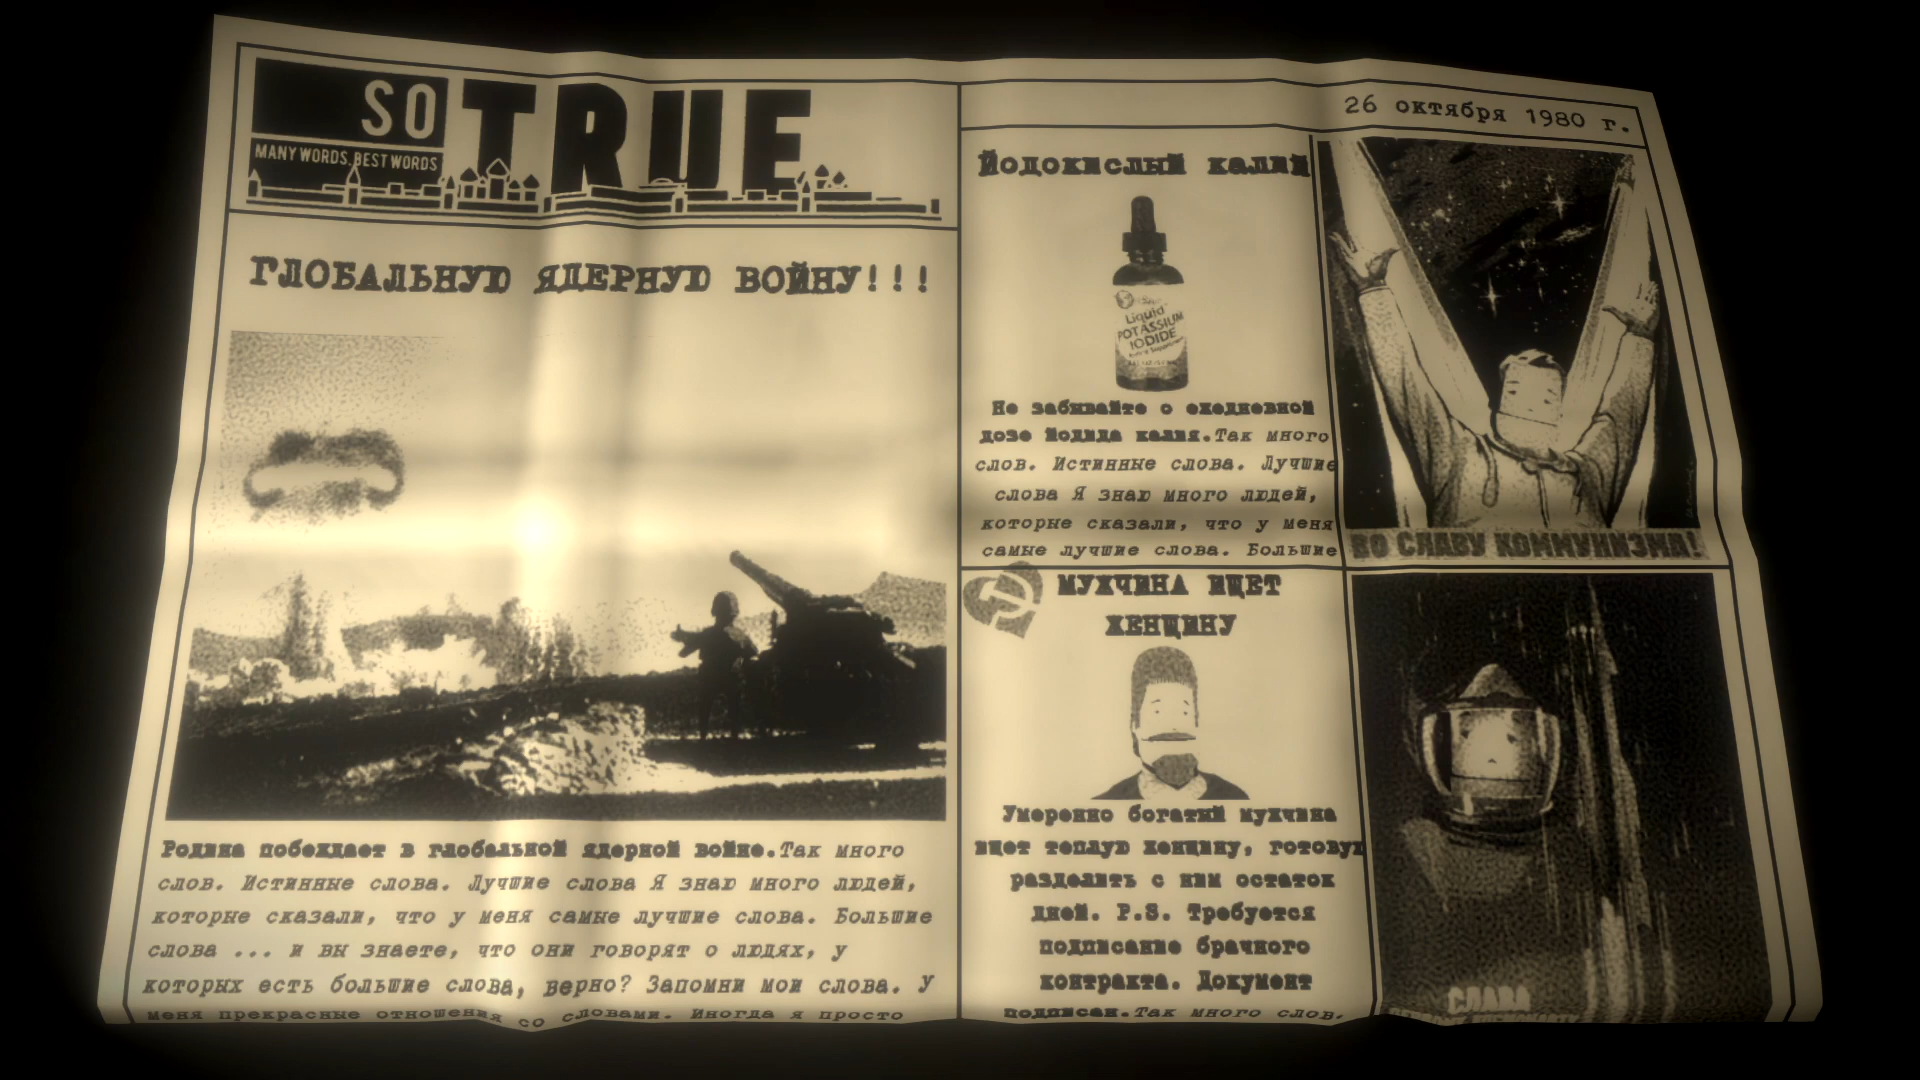 SO TRUE
MANY WORDS, BEST WORDS
26 октября 1980 г.
ГЛОБАЛЬНУЮ ЯДЕРНУЮ ВОЙНУ!!!
Родина побеждает в глобальной ядерной войне. Так много
слов. Истинные слова. Лучшие слова Я знаю много людей,
которые сказали, что у меня самые лучшие слова. Большие
слова ... и вы знаете, что они говорят о людях, у
которых есть большие слова, верно? Запомни мои слова. У
меня прекрасные отношения со словами. Иногда я просто
Йодокислый калий
Liquid
POTASSIUM
IODIDE
Не забивайте о ежедневной
дозе йодида калия. Так много
слов. Истинные слова. Лучшие
слова Я знаю много людей,
которые сказали, что у меня
самые лучшие слова. Большие
ВО СЛАВУ КОММУНИЗМА!
МУЖЧИНА ИЩЕТ
ЖЕНЩИНУ
Умеренно богатый мужчина
ищет теплую женщину, готовую
разделить с ним остаток
дней. P.S. Требуется
подписание брачного
контракта. Документ
подписан. Так много слов.
СЛАВА